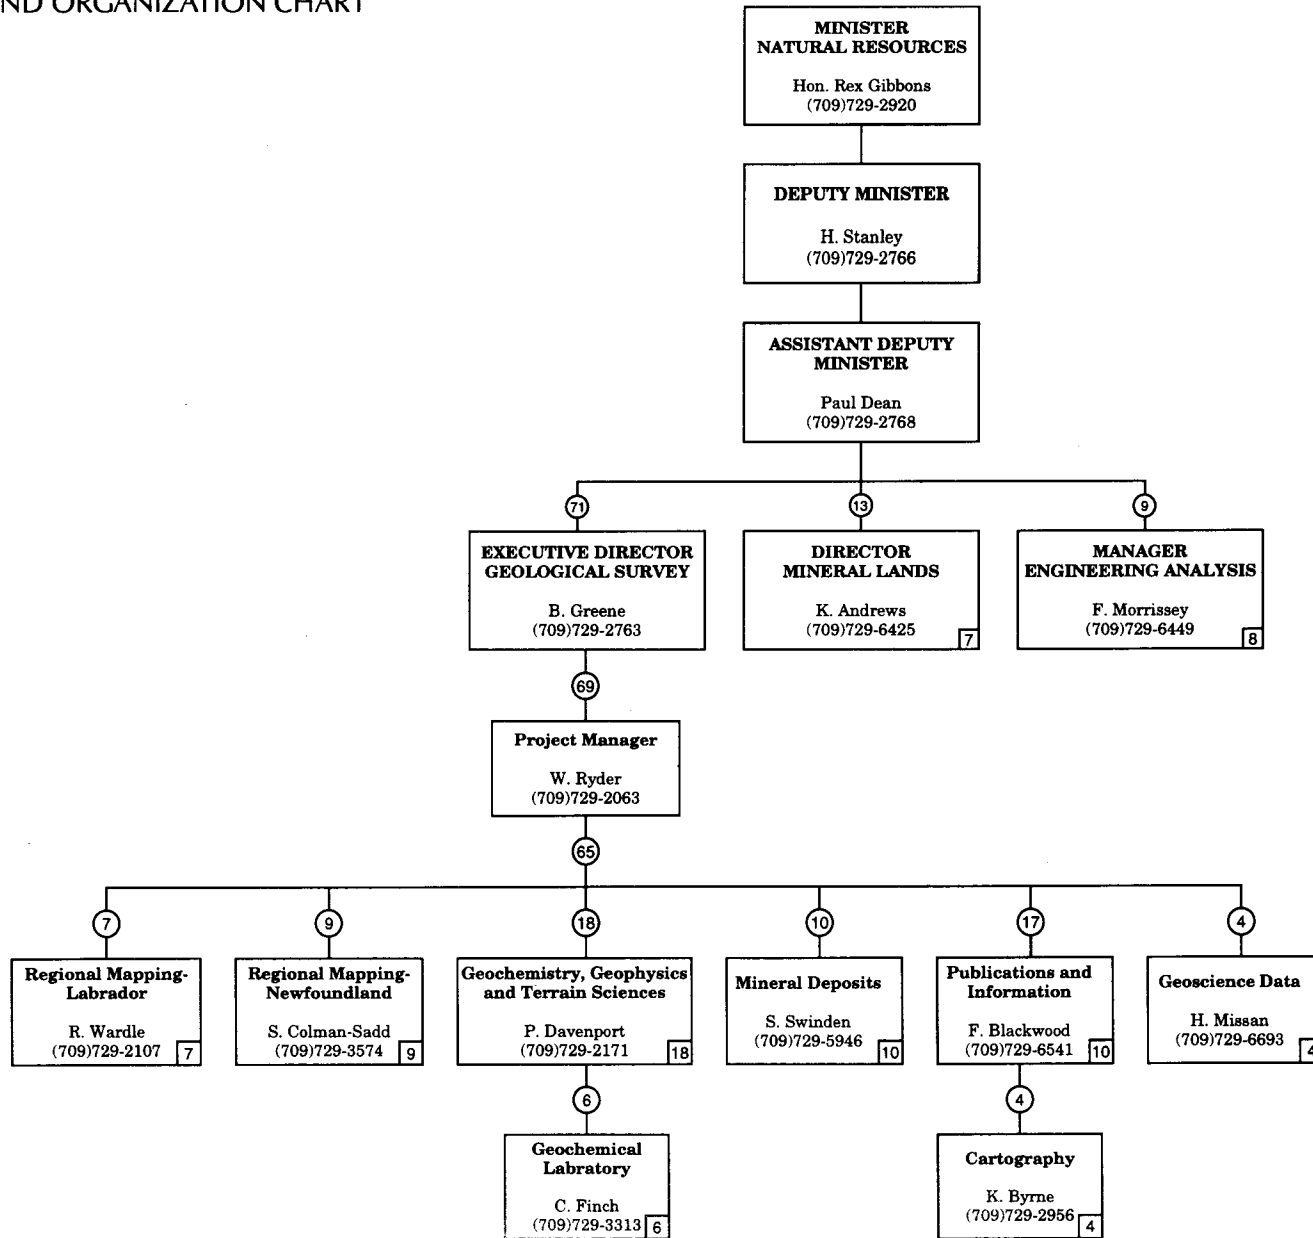 ND ORGANIZATION CHART
MINISTER
NATURAL RESOURCES
Hon. Rex Gibbons
(709)729-2920
DEPUTY MINISTER
H. Stanley
(709)729-2766
ASSISTANT DEPUTY
MINISTER
Paul Dean
(709)729-2768
71
13
9
EXECUTIVE DIRECTOR
GEOLOGICAL SURVEY
B. Greene
(709)729-2763
DIRECTOR
MINERAL LANDS
K. Andrews
(709)729-6425
7
MANAGER
ENGINEERING ANALYSIS
F. Morrissey
(709)729-6449
8
69
Project Manager
W. Ryder
(709)729-2063
65
7
9
18
10
17
4
Regional Mapping-
Labrador
R. Wardle
(709)729-2107
7
Regional Mapping-
Newfoundland
S. Colman-Sadd
(709)729-3574
9
Geochemistry, Geophysics
and Terrain Sciences
P. Davenport
(709)729-2171
18
Mineral Deposits
S. Swinden
(709)729-5946
10
Publications and
Information
F. Blackwood
(709)729-6541
10
Geoscience Data
H. Missan
(709)729-6693
4
6
4
Geochemical
Labratory
C. Finch
(709)729-3313
6
Cartography
K. Byrne
(709)729-2956
4